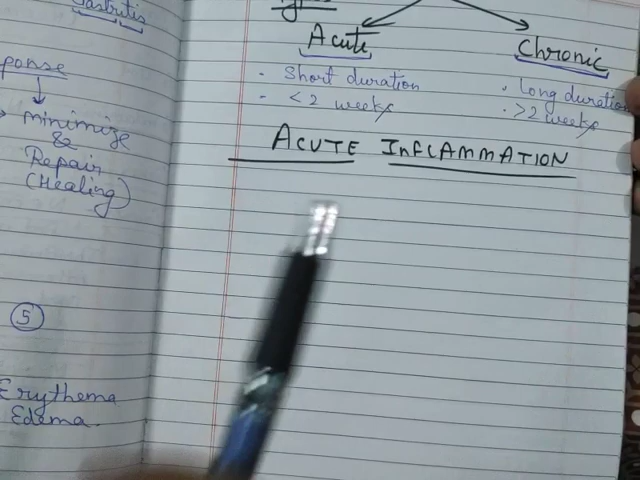 Gastritis
ponse
minimize
&
Repair
(Healing)
5
Erythema
Edema.
Acute
Chronic
· Short duration
· < 2 weeks
· Long duration
· >2 weeks
ACUTE INFLAMMATION